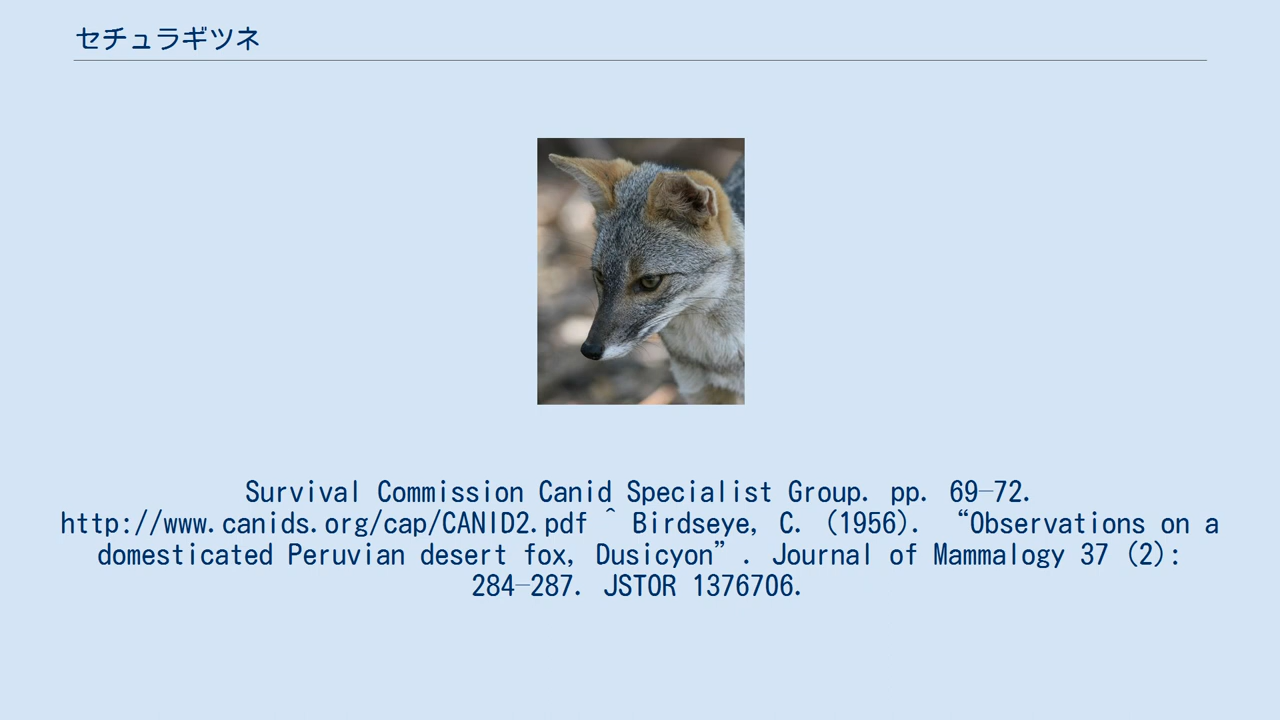 セチュラギツネ
Survival Commission Canid Specialist Group. pp. 69–72.
http://www.canids.org/cap/CANID2.pdf ^ Birdseye, C. (1956). “Observations on a
domesticated Peruvian desert fox, Dusicyon”. Journal of Mammalogy 37 (2):
284–287. JSTOR 1376706.